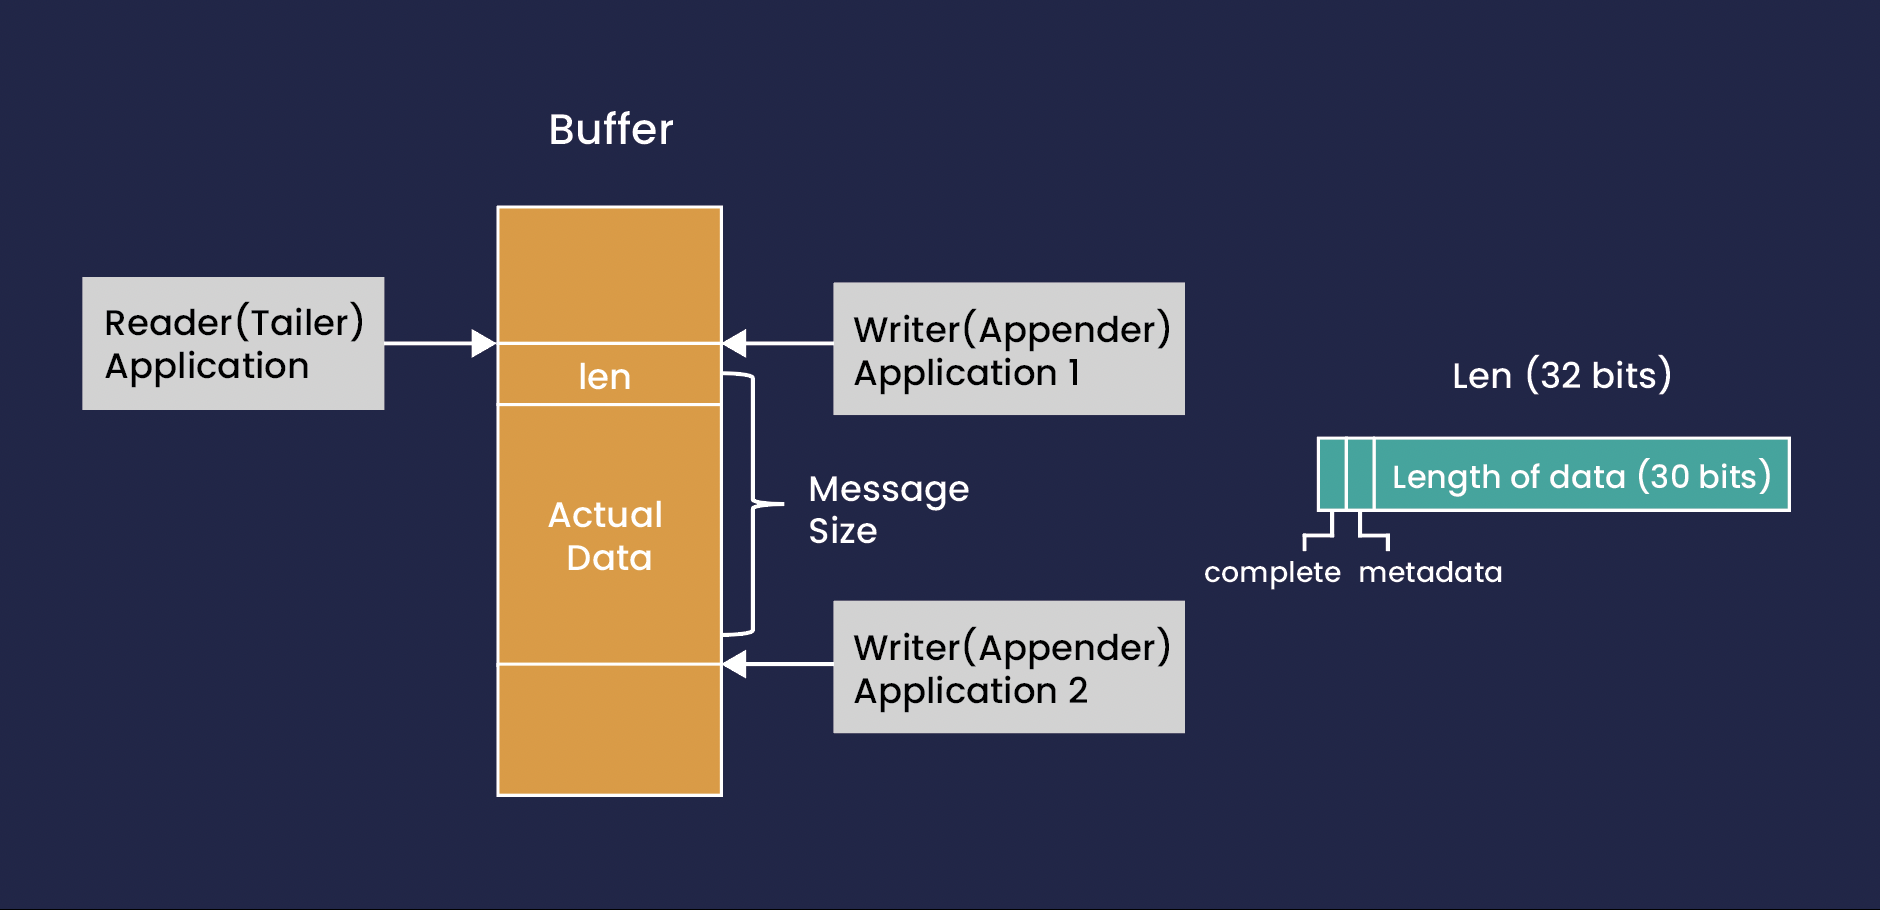 Buffer
Reader(Tailer)
Application
len
Actual
Data
Writer(Appender)
Application 1
Message
Size
Writer(Appender)
Application 2
Len (32 bits)
Length of data (30 bits)
complete
metadata